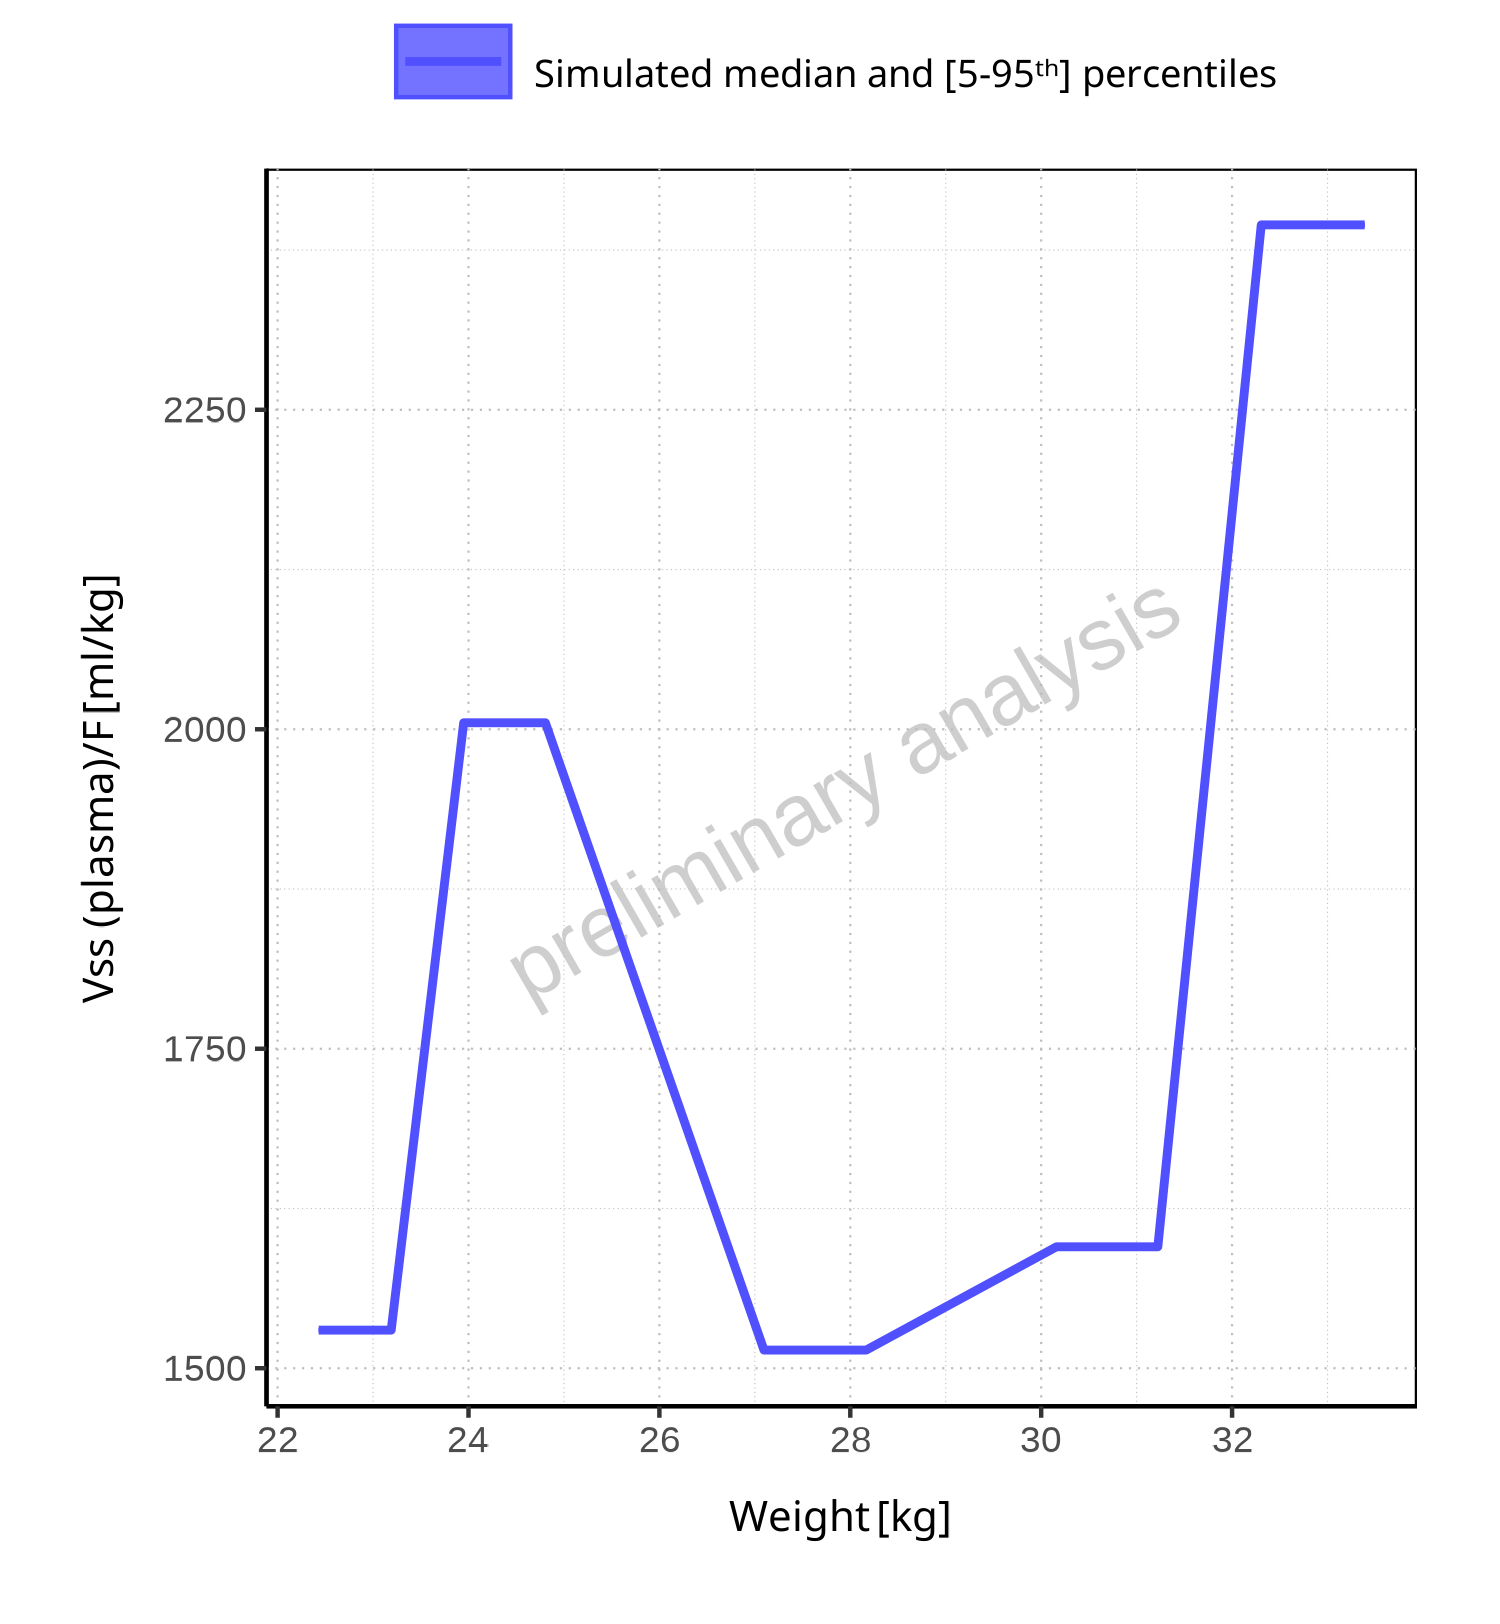 Simulated median and [5-95th] percentiles
Vss (plasma)/F [ml/kg]
2250
2000
1750
1500
preliminary analysis
22 24 26 28 30 32
Weight [kg]